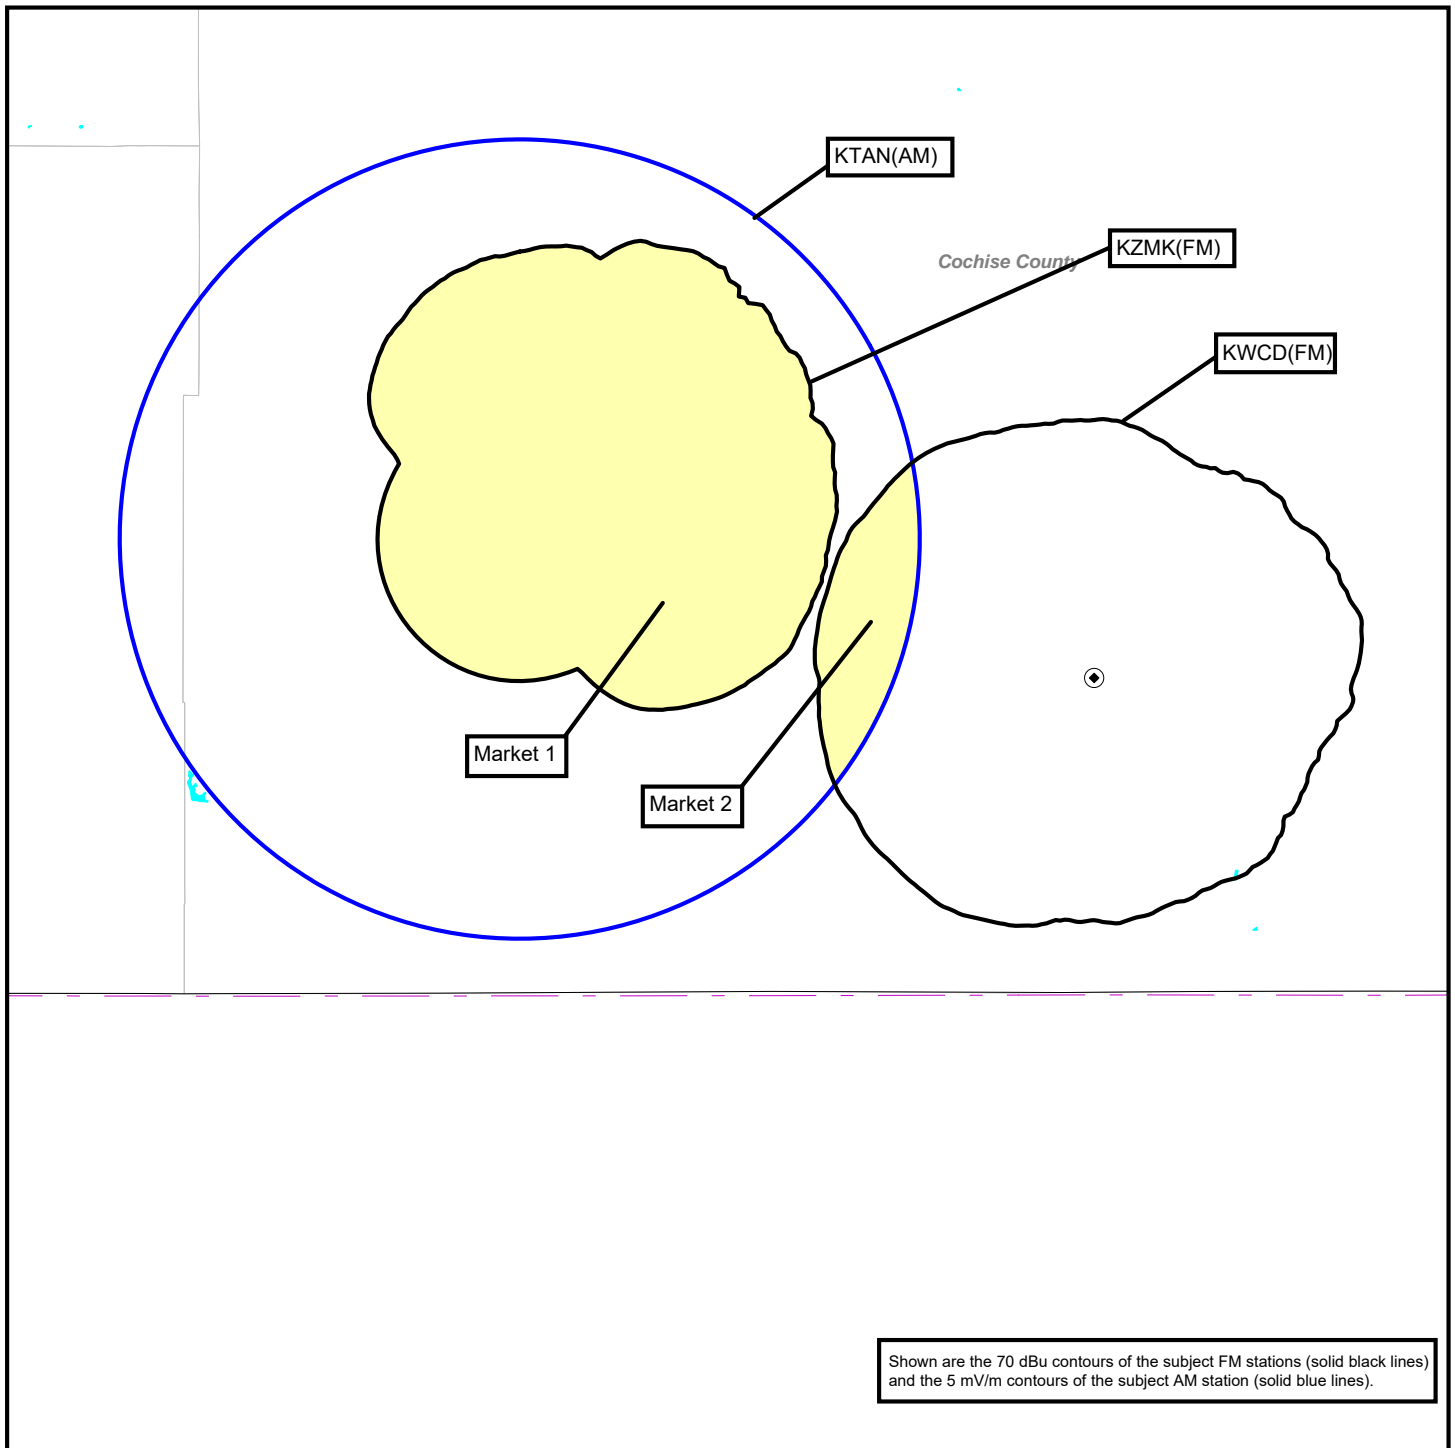 KTAN(AM)
KZMK(FM)
Cochise County
KWCD(FM)
Market 1
Market 2
Shown are the 70 dBu contours of the subject FM stations (solid black lines)
and the 5 mV/m contours of the subject AM station (solid blue lines).